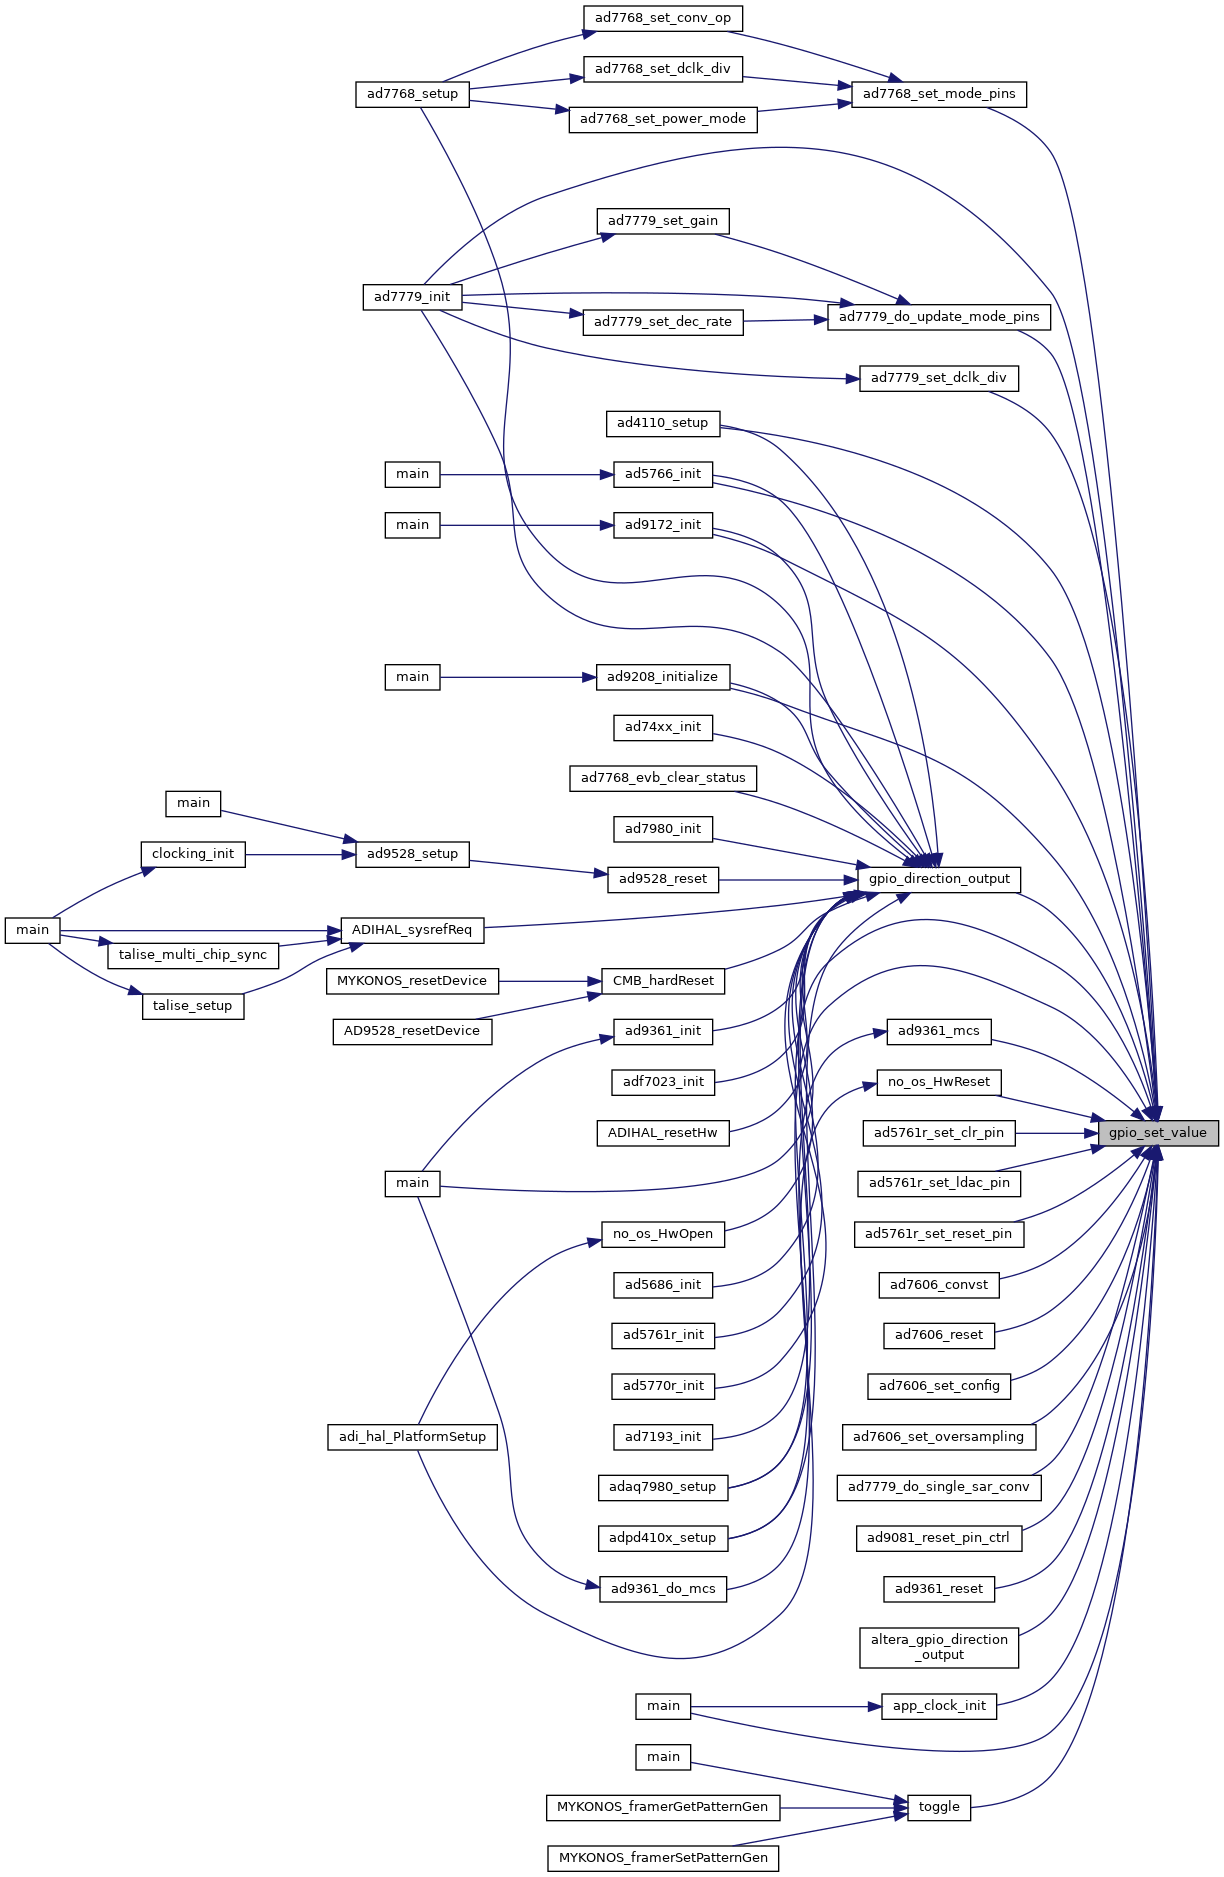 ad7768_set_conv_op
ad7768_set_dclk_div
ad7768_setup
ad7768_set_mode_pins
ad7768_set_power_mode
ad7779_set_gain
ad7779_init
ad7779_do_update_mode_pins
ad7779_set_dec_rate
ad7779_set_dclk_div
ad4110_setup
main
ad5766_init
main
ad9172_init
main
ad9208_initialize
ad74xx_init
ad7768_evb_clear_status
main
ad7980_init
clocking_init
ad9528_setup
ad9528_reset
gpio_direction_output
main
ADIHAL_sysrefReq
talise_multi_chip_sync
MYKONOS_resetDevice
CMB_hardReset
talise_setup
AD9528_resetDevice
ad9361_init
ad9361_mcs
adf7023_init
no_os_HwReset
ADIHAL_resetHw
ad5761r_set_clr_pin
gpio_set_value
main
ad5761r_set_ldac_pin
no_os_HwOpen
ad5761r_set_reset_pin
ad5686_init
ad7606_convst
ad5761r_init
ad7606_reset
ad5770r_init
ad7606_set_config
adi_hal_PlatformSetup
ad7193_init
ad7606_set_oversampling
adaq7980_setup
ad7779_do_single_sar_conv
adpd410x_setup
ad9081_reset_pin_ctrl
ad9361_do_mcs
ad9361_reset
altera_gpio_direction
_output
main
app_clock_init
main
MYKONOS_framerGetPatternGen
toggle
MYKONOS_framerSetPatternGen